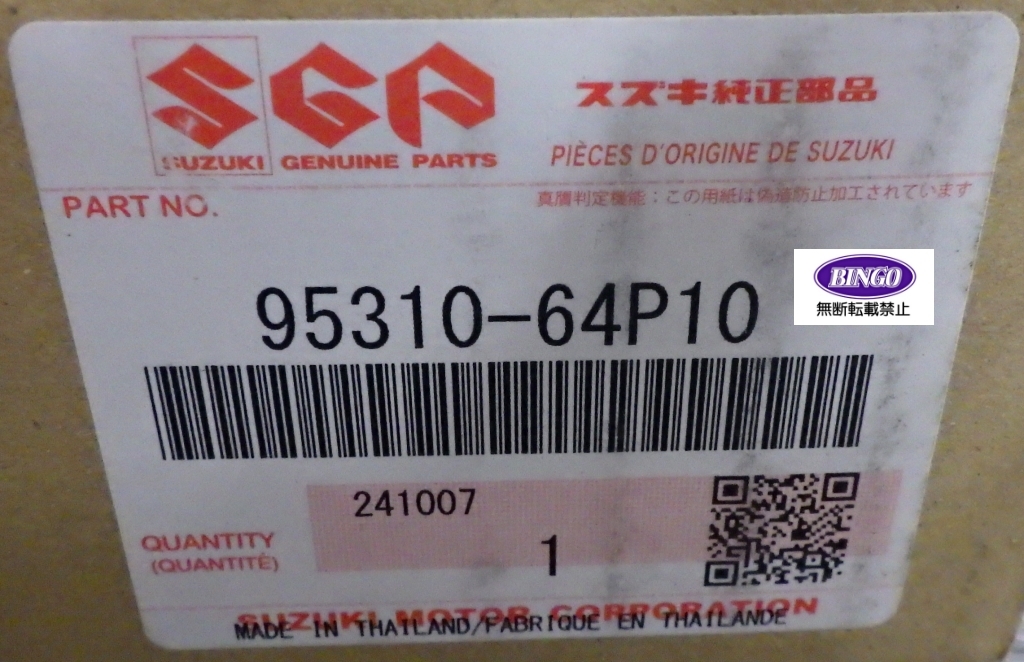 SGP
SUZUKI GENUINE PARTS
スズキ純正部品
PIÈCES D'ORIGINE DE SUZUKI
PART NO.
真贋判定機能：この用紙は偽造防止加工されています
95310-64P10
BINGO
無断転載禁止
241007
QUANTITY
(QUANTITÉ)
1
SUZUKI MOTOR CORPORATION
MADE IN THAILAND/FABRIQUE EN THAILANDE